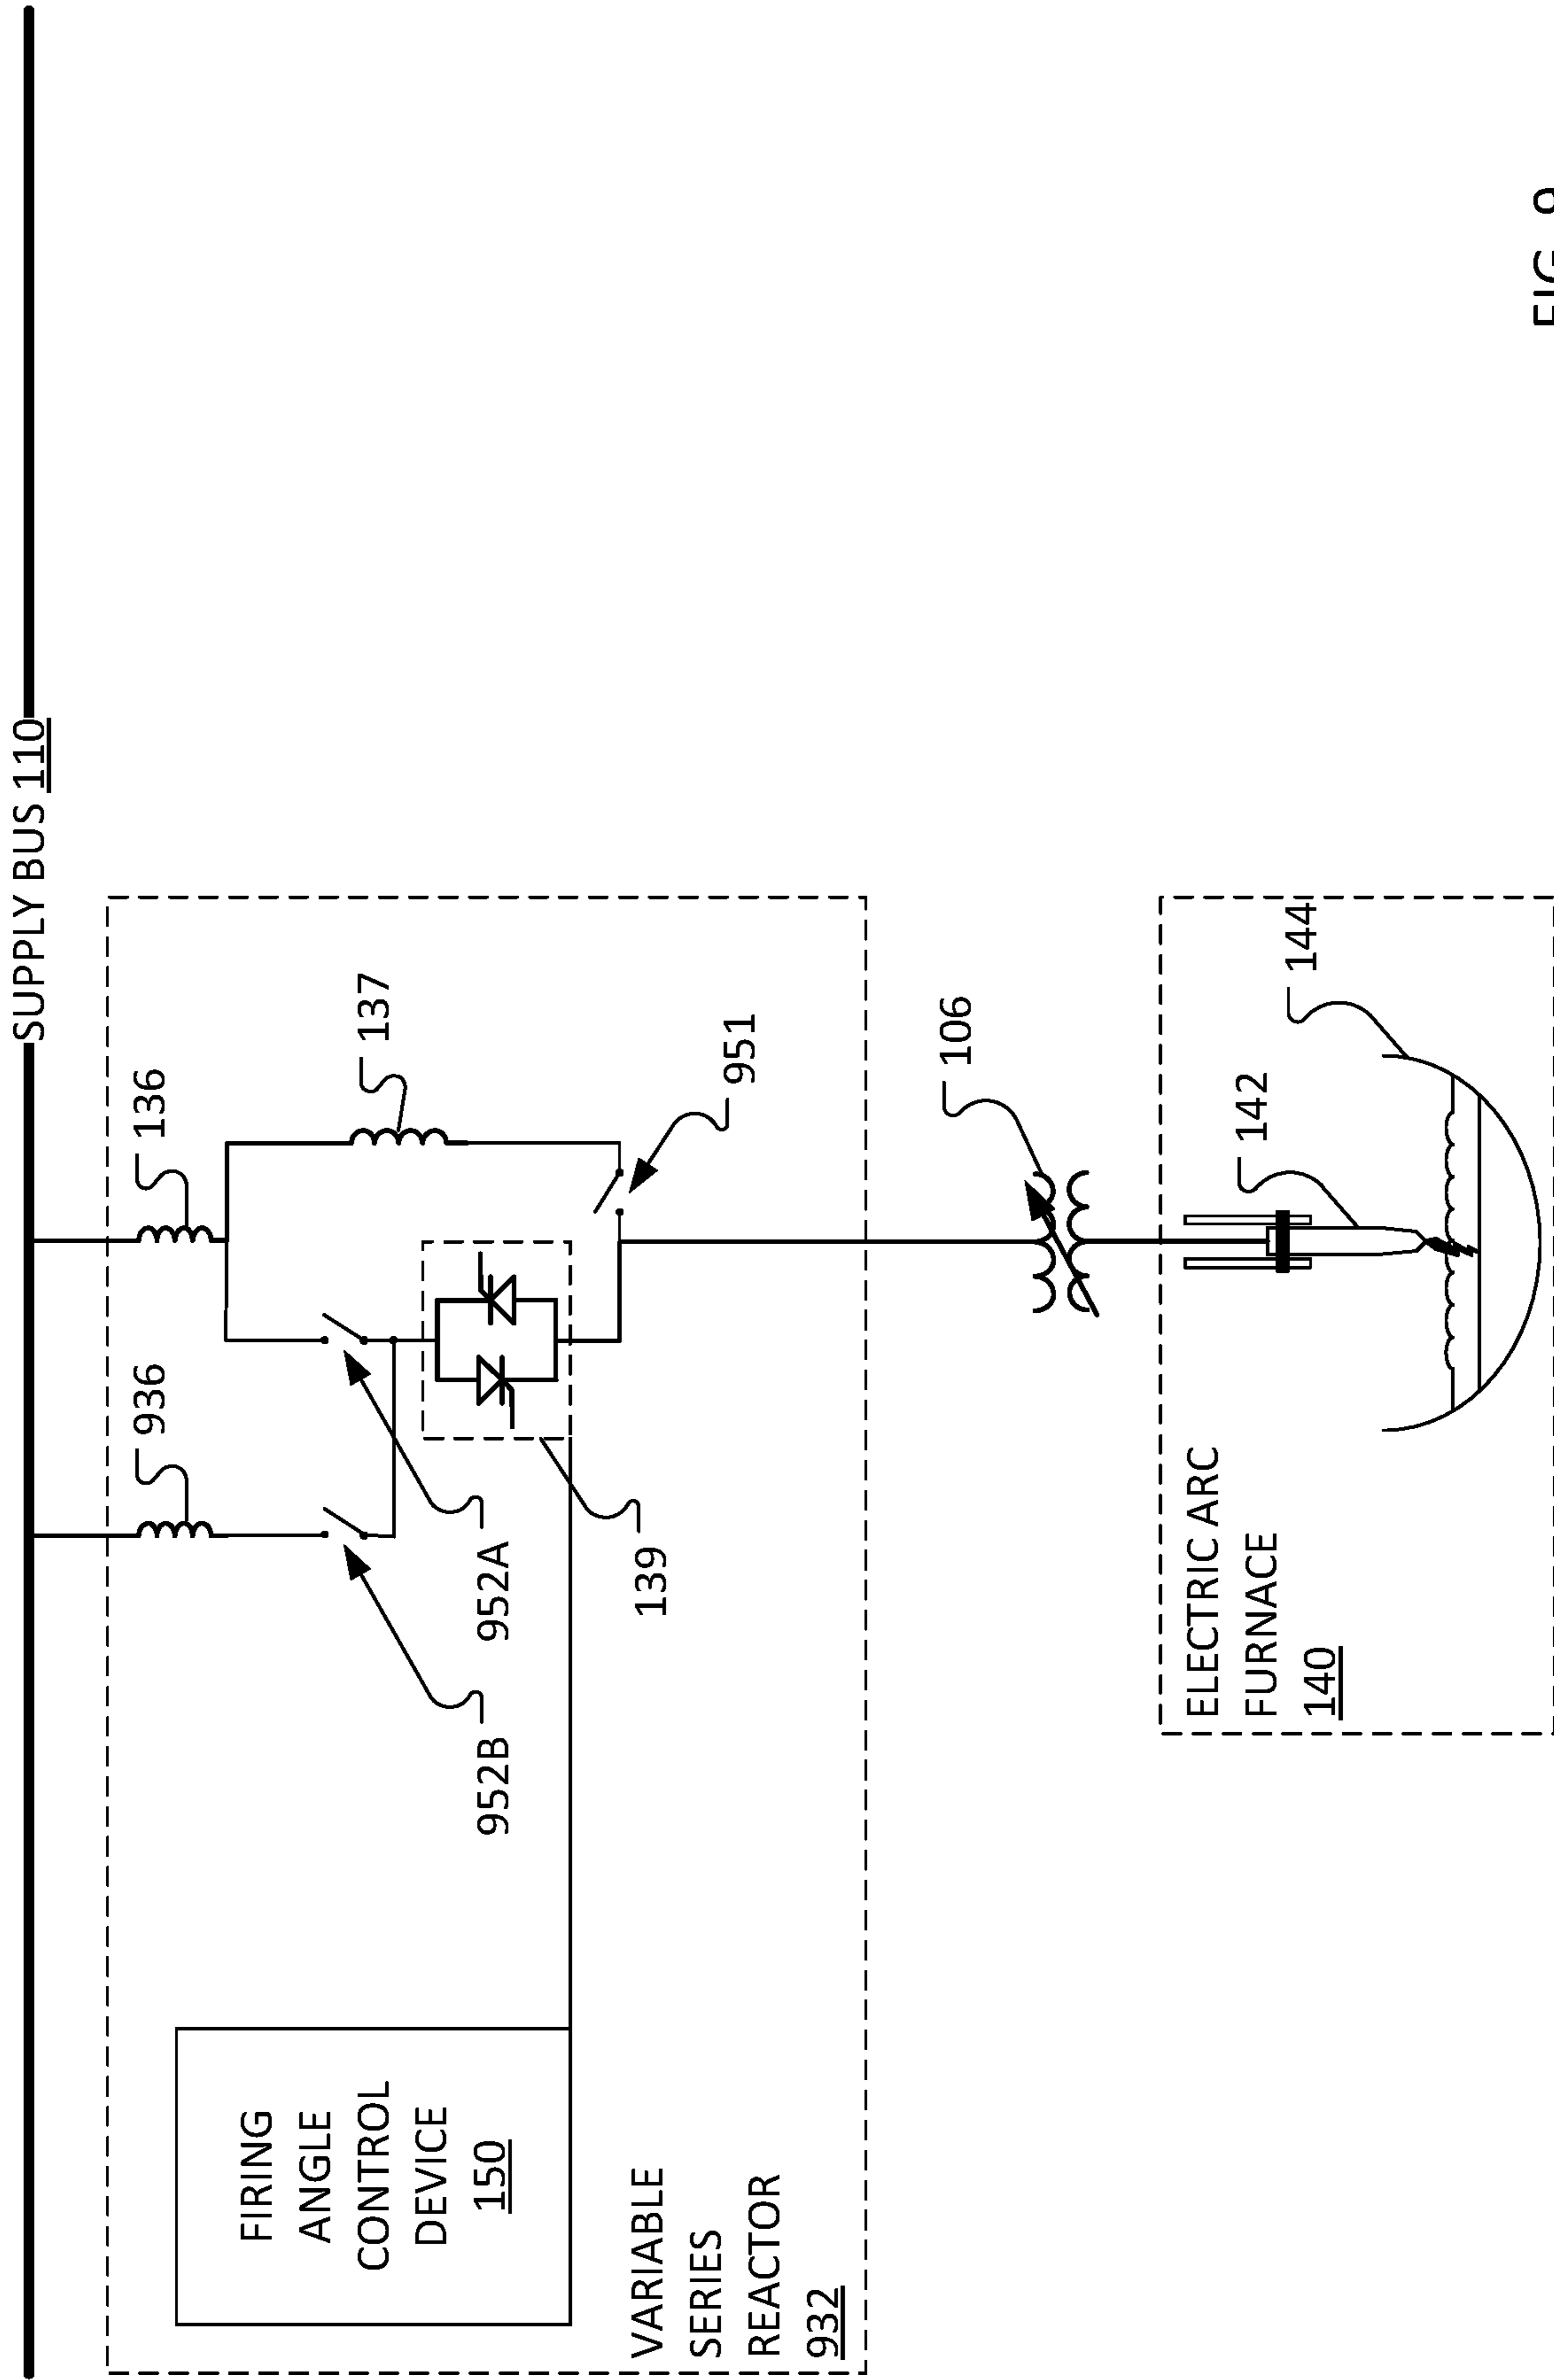 SUPPLY BUS 110
136
936
137
951
952A
952B
139
FIRING
ANGLE
CONTROL
DEVICE
150
VARIABLE
SERIES
REACTOR
932
106
142
144
ELECTRIC ARC
FURNACE
140